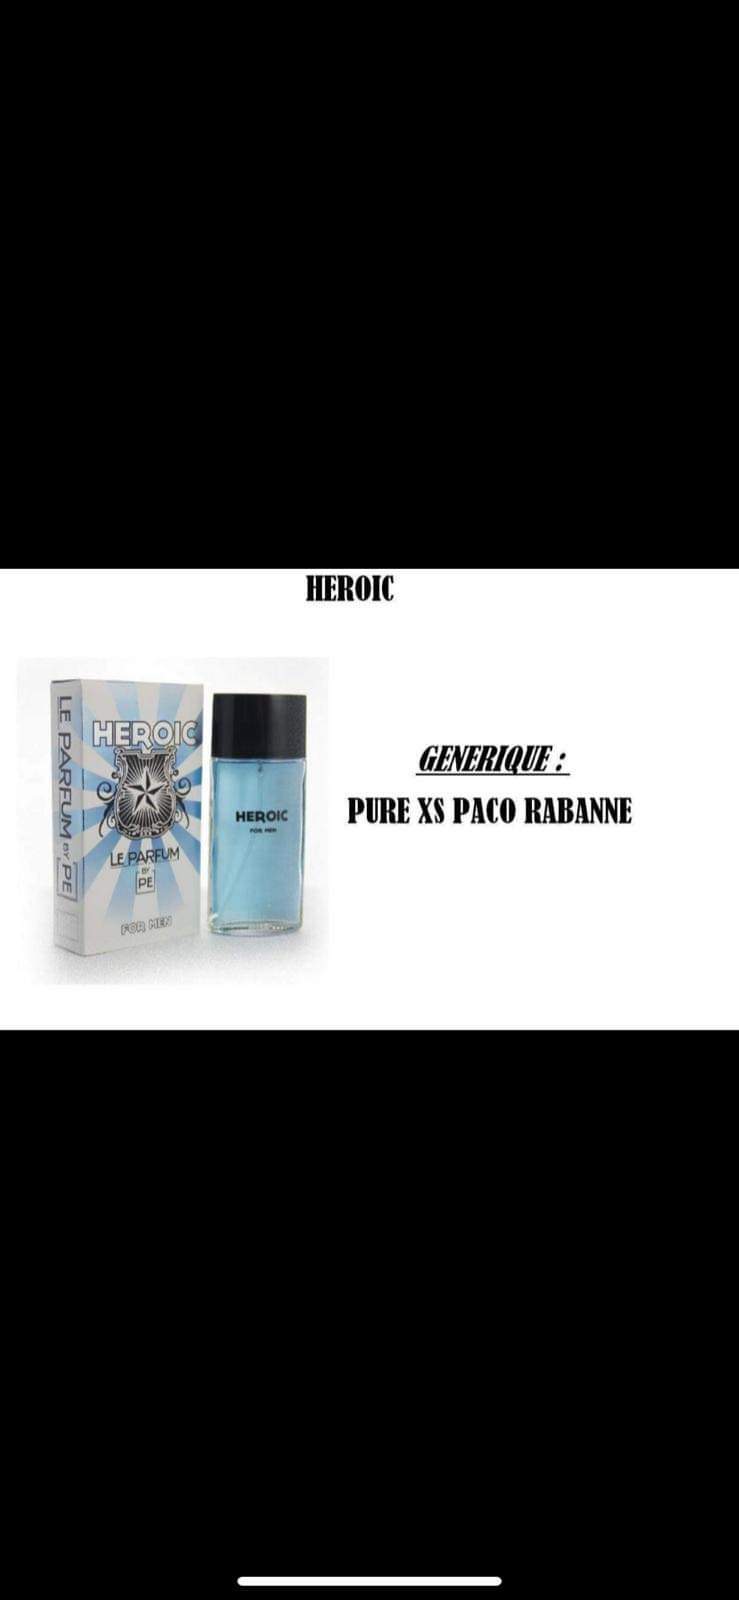 HEROIC
LE PARFUM BY PE
HEROIC
LE PARFUM
BY
PE
FOR MEN
HEROIC
FOR MEN
GENERIQUE :
PURE XS PACO RABANNE